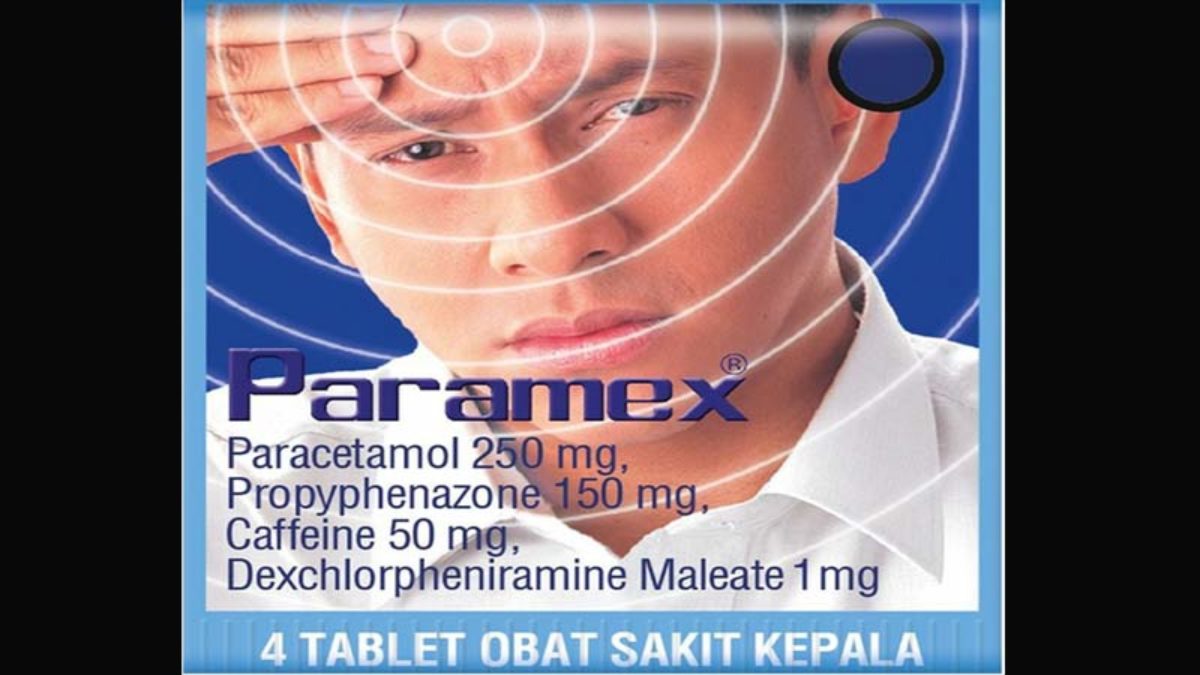 Paramex®
Paracetamol 250 mg,
Propyphenazone 150 mg,
Caffeine 50 mg,
Dexchlorpheniramine Maleate 1 mg
4 TABLET OBAT SAKIT KEPALA